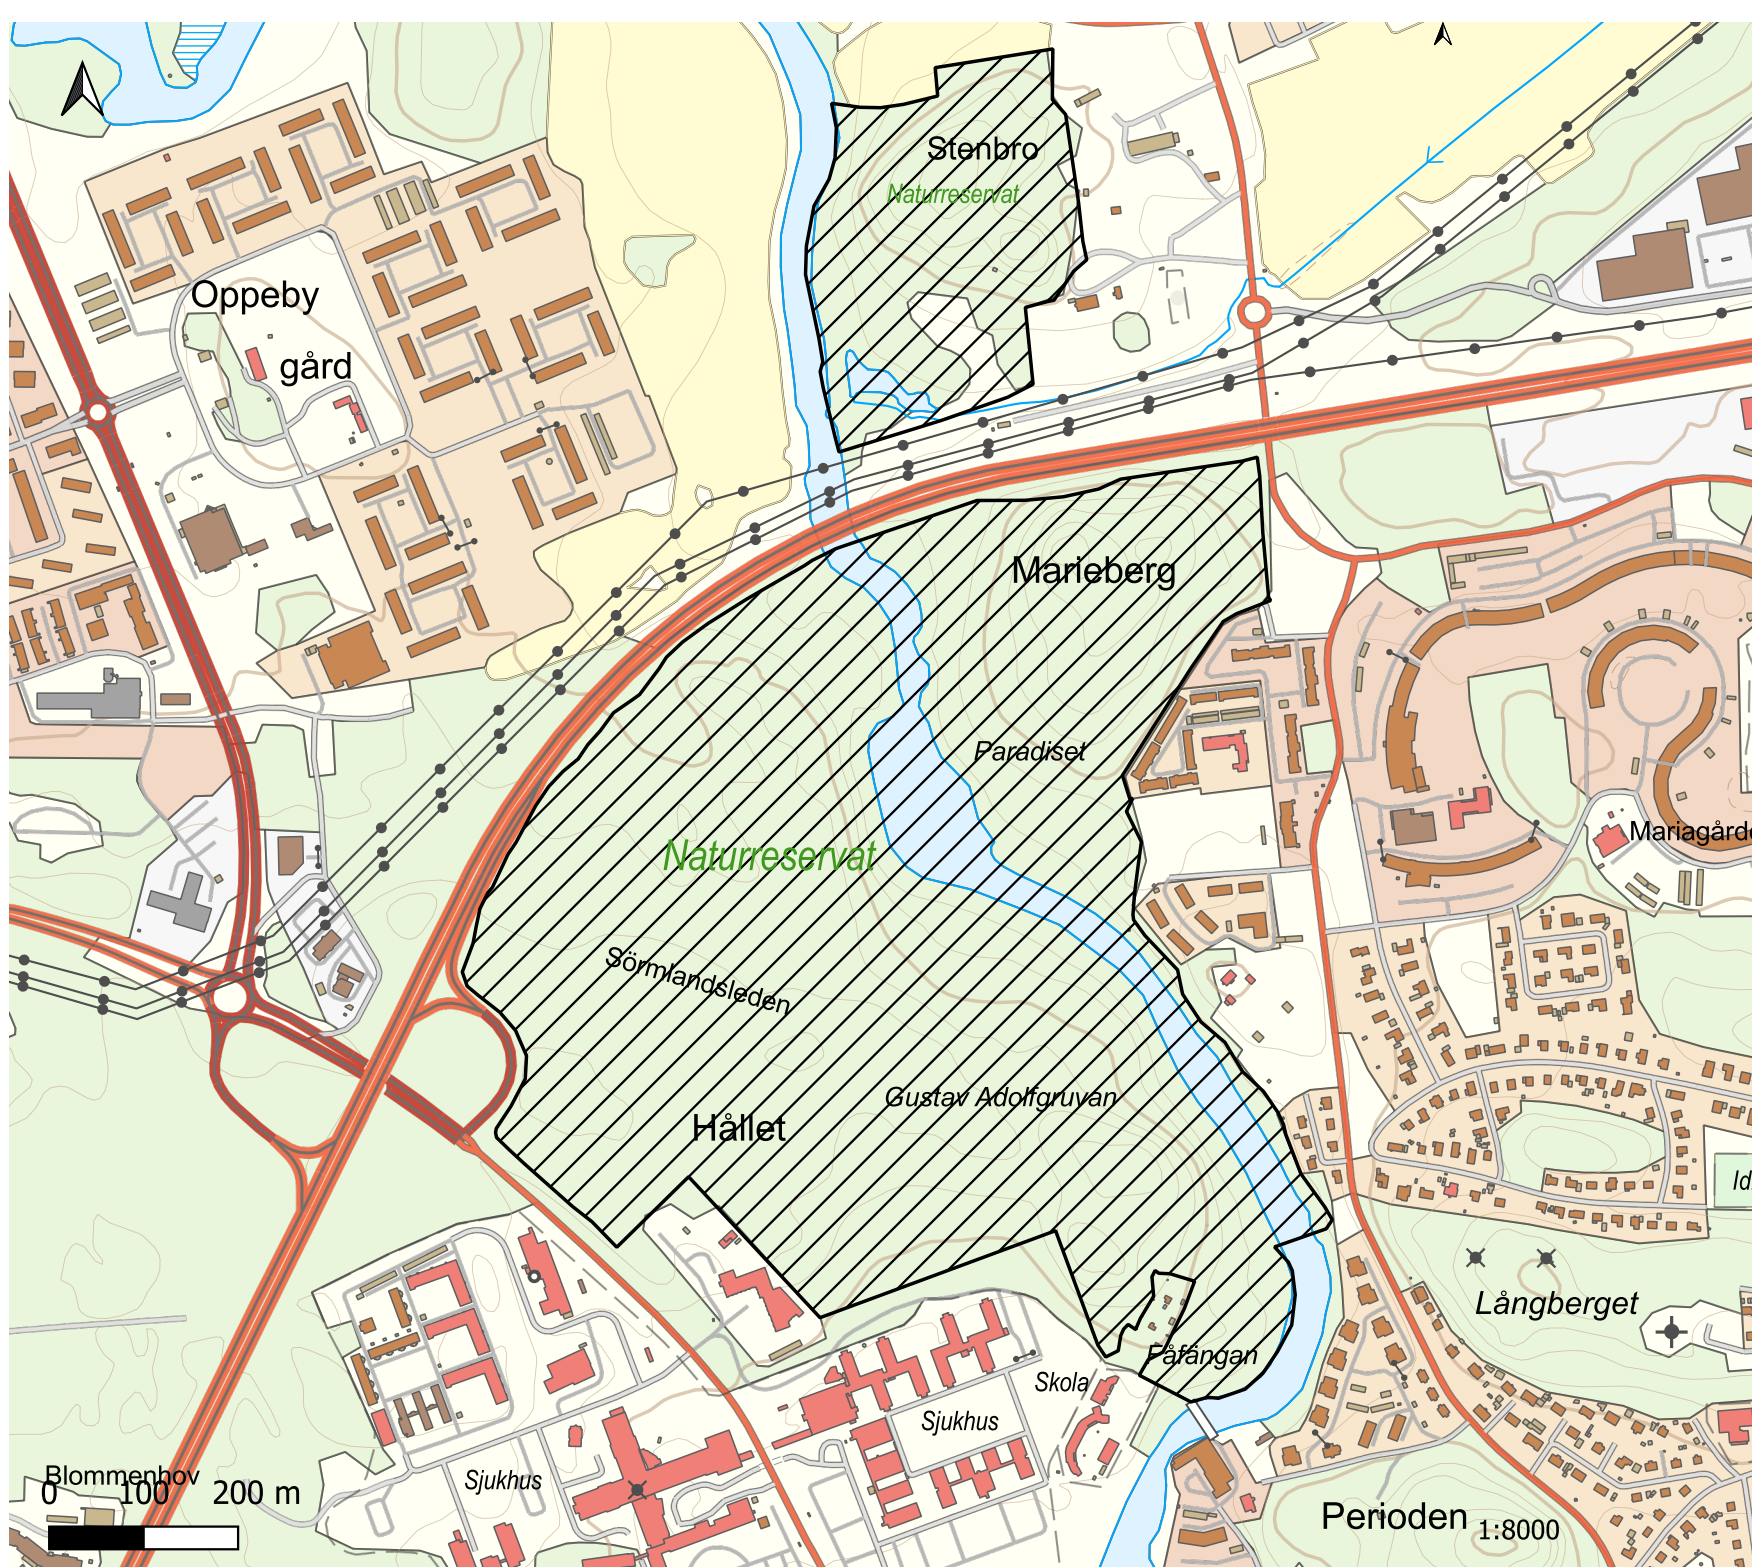 Stenbro
Naturreservat
Oppeby
gård
Marieberg
Paradiset
Mariagårde
Naturreservat
Sörmlandsleden
Gustav Adolfgruvan
Hållet
Id
Långberget
Fåfängan
Skola
Sjukhus
Sjukhus
Blommenhov
0 100 200 m
Perioden
1:8000